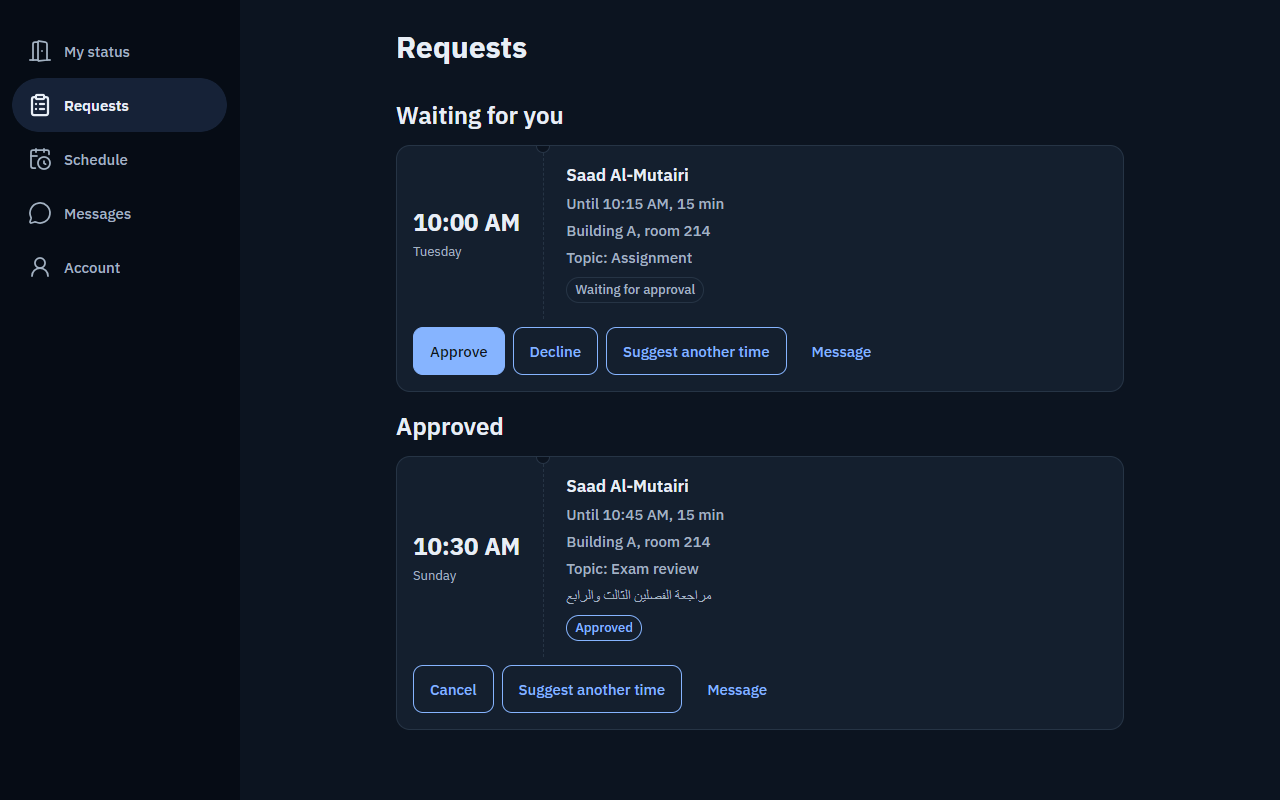 My status
Requests
Schedule
Messages
Account
Requests
Waiting for you
10:00 AM
Tuesday
Saad Al-Mutairi
Until 10:15 AM, 15 min
Building A, room 214
Topic: Assignment
Waiting for approval
Approve
Decline
Suggest another time
Message
Approved
10:30 AM
Sunday
Saad Al-Mutairi
Until 10:45 AM, 15 min
Building A, room 214
Topic: Exam review
مراجعة الفصلين الثالث والرابع
Approved
Cancel
Suggest another time
Message